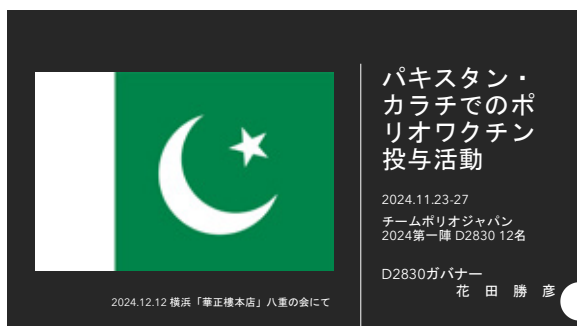 パキスタン・
カラチでのポ
リオワクチン
投与活動
2024.11.23-27
チームポリオジャパン
2024第一陣 D2830 12名
D2830ガバナー
花 田 勝 彦
2024.12.12 横浜「華正樓本店」八重の会にて